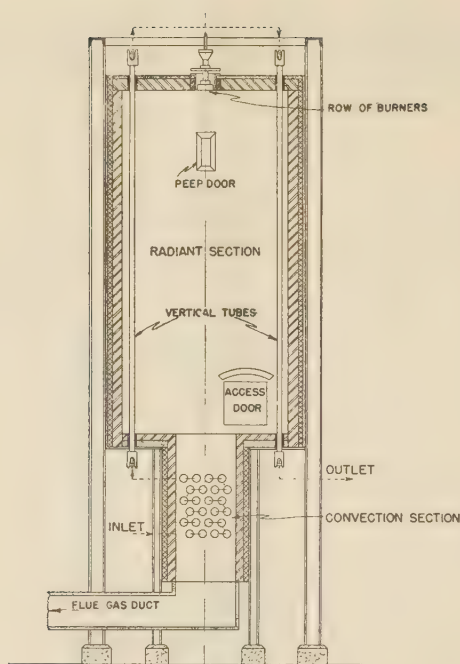 ROW OF BURNERS
PEEP DOOR
RADIANT SECTION
VERTICAL TUBES
ACCESS
DOOR
OUTLET
CONVECTION SECTION
INLET
FLUE GAS DUCT